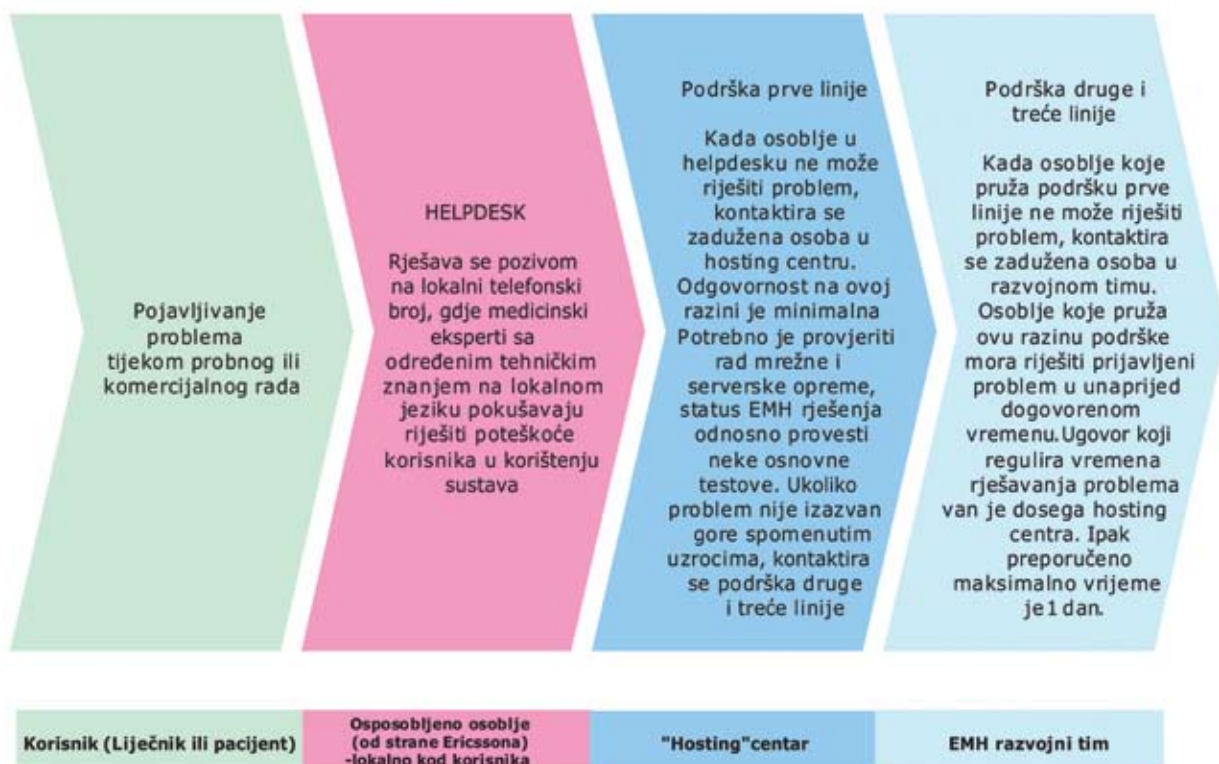 Pojavljivanje
problema
tijekom probnog ili
komercijalnog rada
HELPDESK
Rješava se pozivom
na lokalni telefonski
broj, gdje medicinski
eksperti sa
određenim tehničkim
znanjem na lokalnom
jeziku pokušavaju
riješiti poteškoće
korisnika u korištenju
sustava
Podrška prve linije
Kada osoblje u
helpdesku ne može
riješiti problem,
kontaktira se
zadužena osoba u
hosting centru.
Odgovornost na ovoj
razini je minimalna
Potrebno je provjeriti
rad mrežne i
serverske opreme,
status EMH rješenja
odnosno provesti
neke osnovne
testove. Ukoliko
problem nije izazvan
gore spomenutim
uzrocima, kontaktira
se podrška druge
i treće linije
Podrška druge i
treće linije
Kada osoblje koje
pruža podršku prve
linije ne može riješiti
problem, kontaktira
se zadužena osoba u
razvojnom timu.
Osoblje koje pruža
ovu razinu podrške
mora riješiti prijavljeni
problem u unaprijed
dogovorenom
vremenu.Ugovor koji
regulira vremena
rješavanja problema
van je dosega hosting
centra. Ipak
preporučeno
maksimalno vrijeme
je1 dan.
Korisnik (Liječnik ili pacijent)
Osposobljeno osoblje
(od strane Ericssona)
-lokalno kod korisnika
"Hosting"centar
EMH razvojni tim